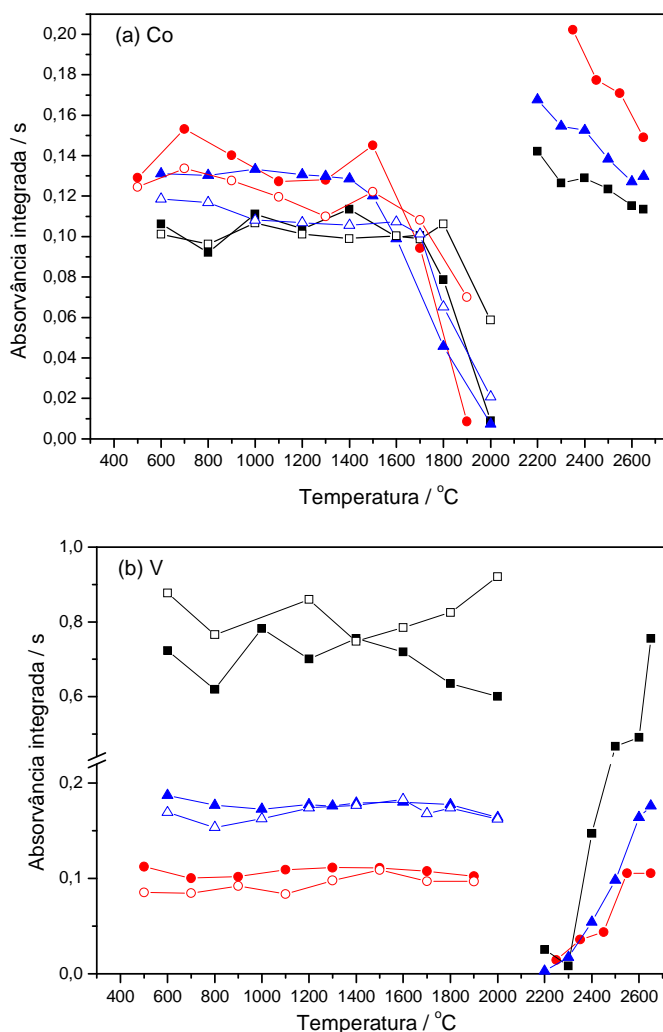 (a) Co
0,20
0,18
0,16
0,14
0,12
0,10
0,08
0,06
0,04
0,02
0,00
Absorvância integrada / s
400 600 800 1000 1200 1400 1600 1800 2000 2200 2400 2600
Temperatura / °C
(b) V
1,0
0,8
0,6
0,2
0,1
0,0
Absorvância integrada / s
400 600 800 1000 1200 1400 1600 1800 2000 2200 2400 2600
Temperatura / °C